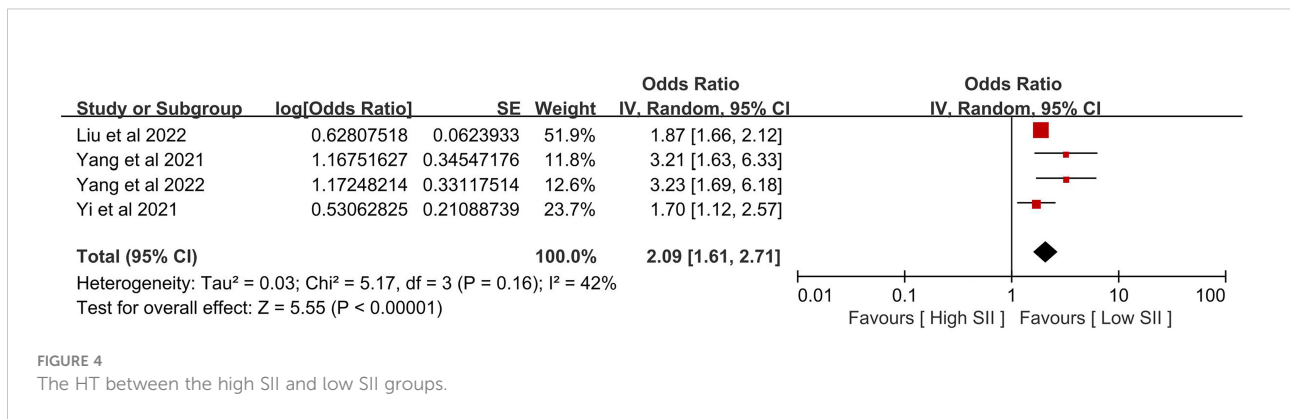 Odds Ratio Odds Ratio
Study or Subgroup log[Odds Ratio] SE Weight IV, Random, 95% CI IV, Random, 95% CI
Liu et al 2022 0.62807518 0.0623933 51.9% 1.87 [1.66, 2.12]
Yang et al 2021 1.16751627 0.34547176 11.8% 3.21 [1.63, 6.33]
Yang et al 2022 1.17248214 0.33117514 12.6% 3.23 [1.69, 6.18]
Yi et al 2021 0.53062825 0.21088739 23.7% 1.70 [1.12, 2.57]
Total (95% CI) 100.0% 2.09 [1.61, 2.71]
Heterogeneity: Tau² = 0.03; Chi² = 5.17, df = 3 (P = 0.16); I² = 42%
Test for overall effect: Z = 5.55 (P < 0.00001)
0.01 0.1 1 10 100
Favours [ High SII ] Favours [ Low SII ]
FIGURE 4
The HT between the high SII and low SII groups.